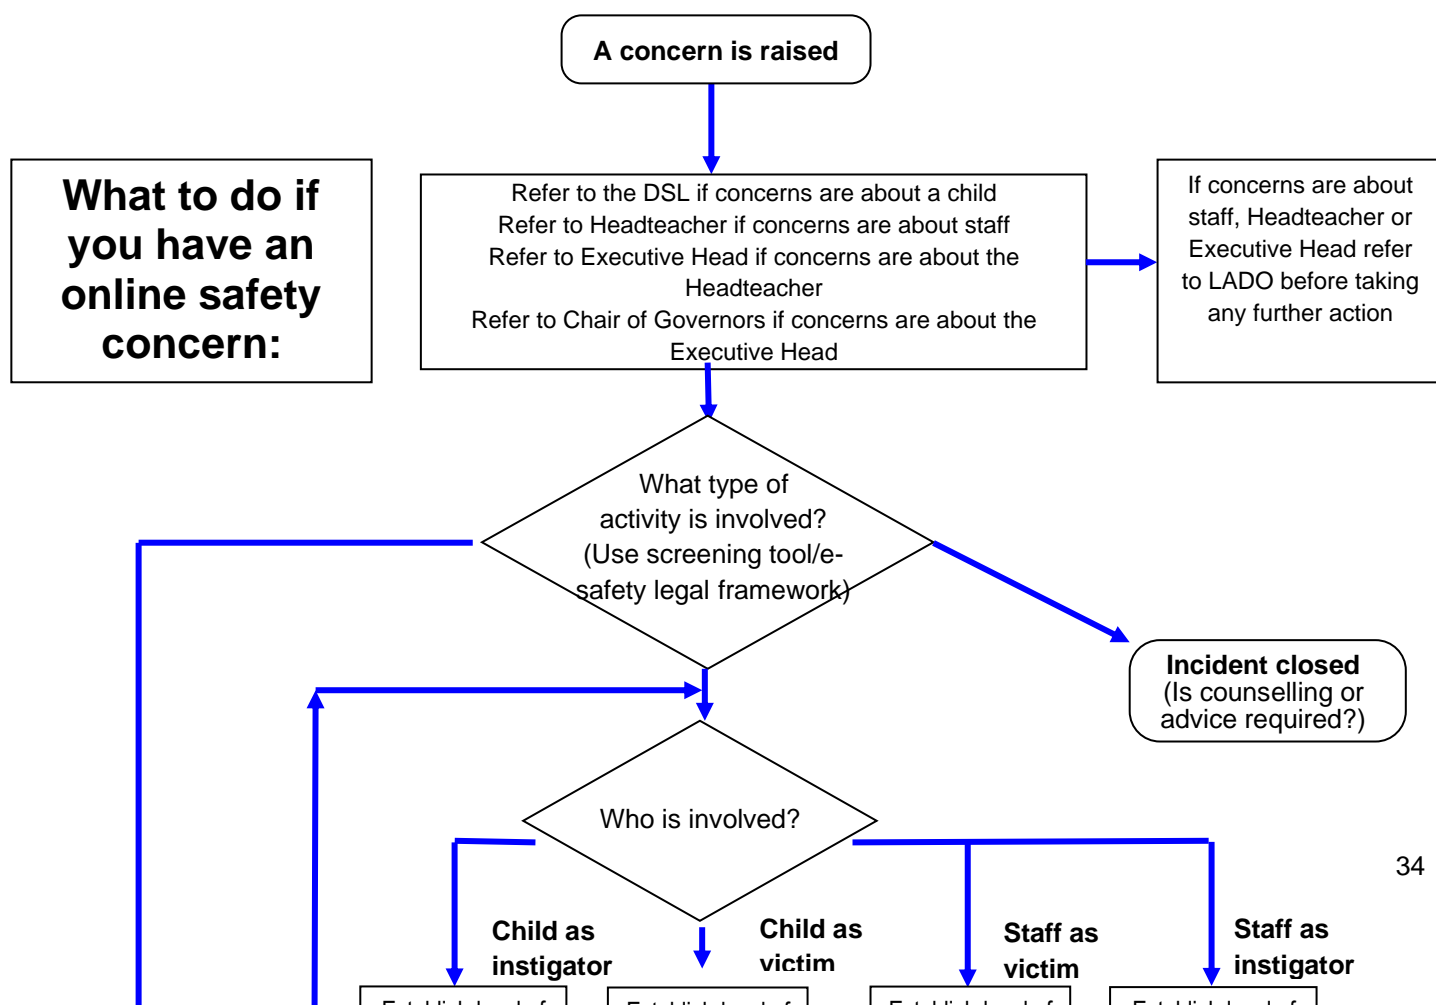 A concern is raised
What to do if
you have an
online safety
concern:
Refer to the DSL if concerns are about a child
Refer to Headteacher if concerns are about staff
Refer to Executive Head if concerns are about the
Headteacher
Refer to Chair of Governors if concerns are about the
Executive Head
If concerns are about
staff, Headteacher or
Executive Head refer
to LADO before taking
any further action
What type of
activity is involved?
(Use screening tool/e-
safety legal framework)
Incident closed
(Is counselling or
advice required?)
Who is involved?
34
Child as
instigator
Child as
victim
Staff as
victim
Staff as
instigator